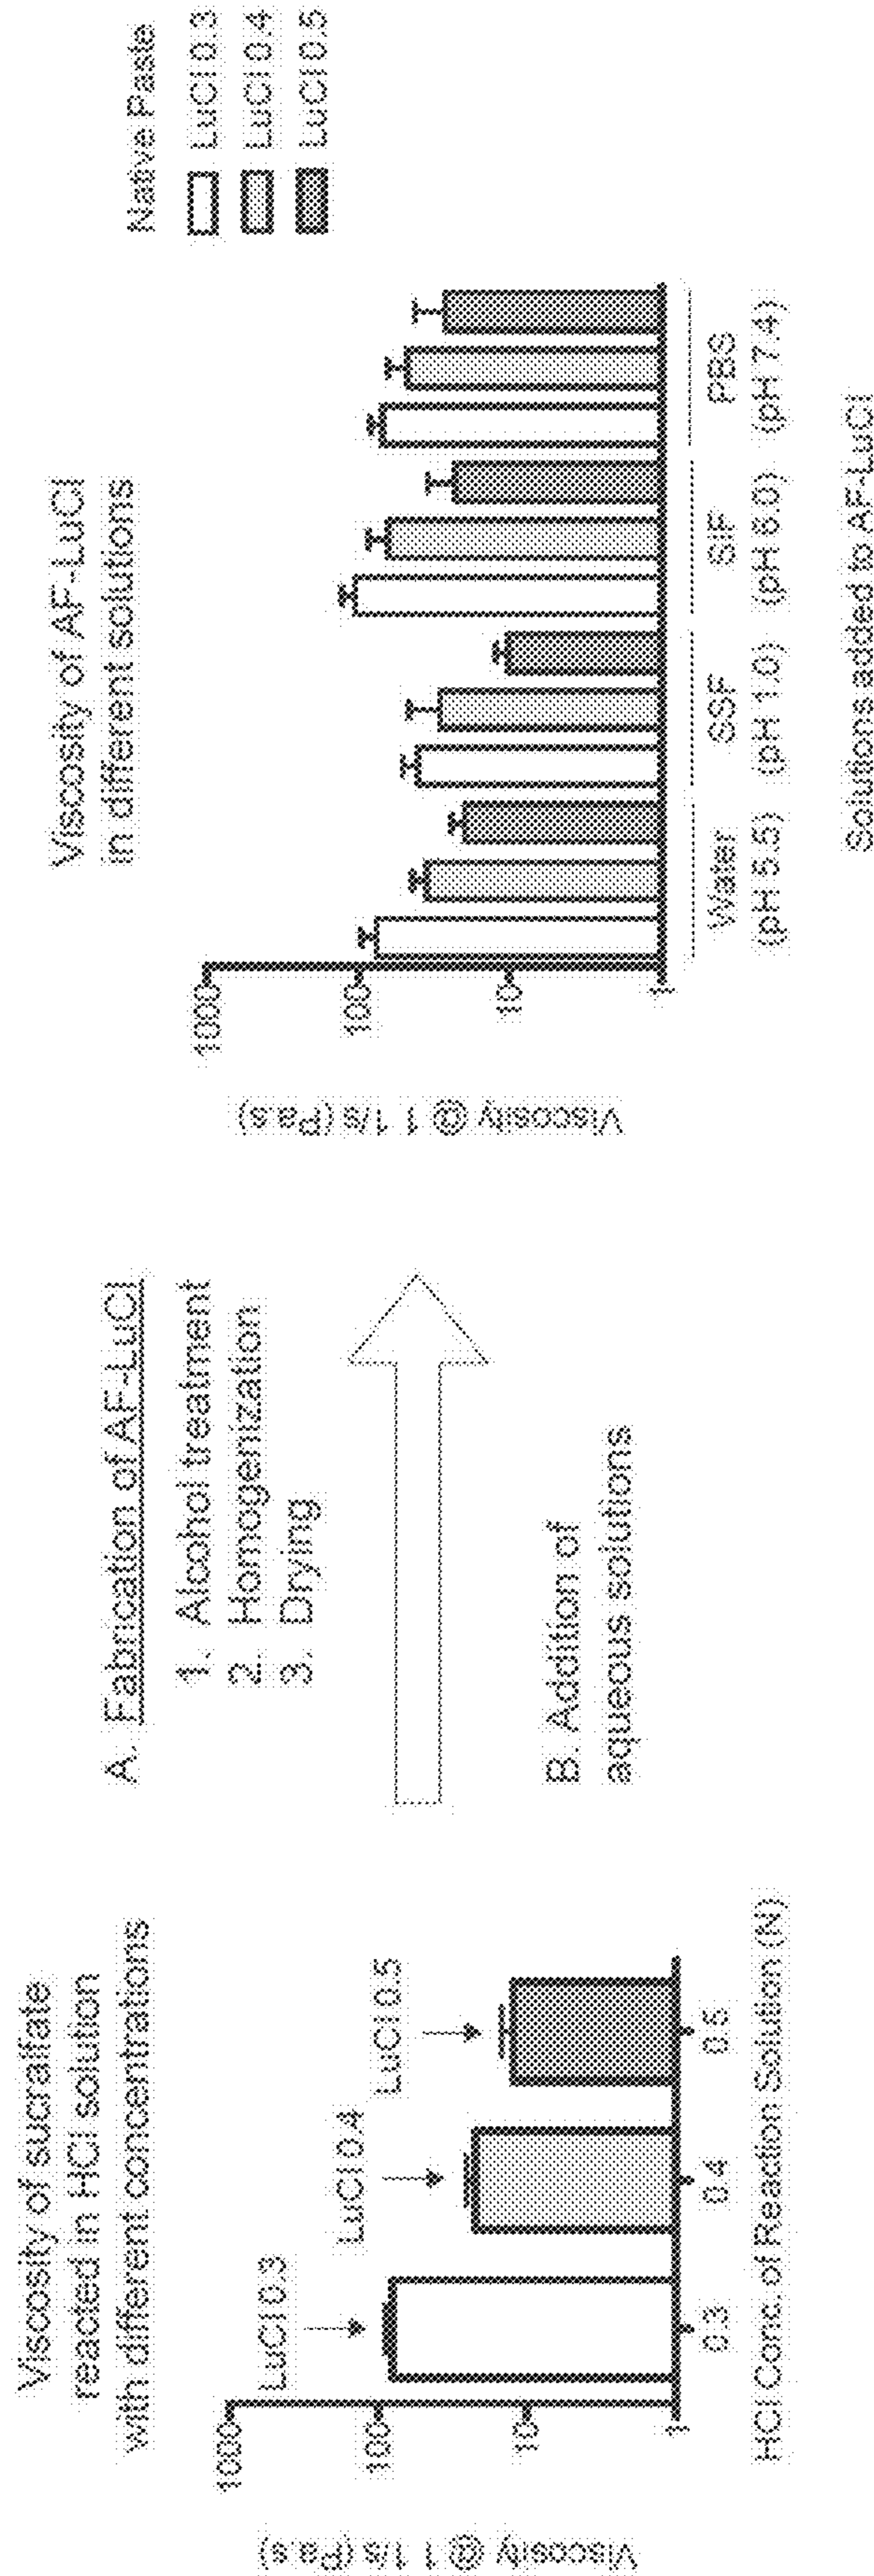 Viscosity of sucralfate
reacted in HCl solution
with different concentrations
Viscosity @ 1 1/s (Pa.s)
1000
100
10
1
LuCl 0.3
LuCl 0.4
LuCl 0.5
0.3
0.4
0.5
HCl Conc. of Reaction Solution (N)
A. Fabrication of AF-LuCl
1. Alcohol treatment
2. Homogenization
3. Drying
B. Addition of
aqueous solutions
Viscosity of AF-LuCl
in different solutions
Viscosity @ 1 1/s (Pa.s)
1000
100
10
1
Water
(pH 5.5)
SSF
(pH 1.0)
SIF
(pH 6.0)
PBS
(pH 7.4)
Solutions added to AF-LuCl
Native Paste
LuCl 0.3
LuCl 0.4
LuCl 0.5